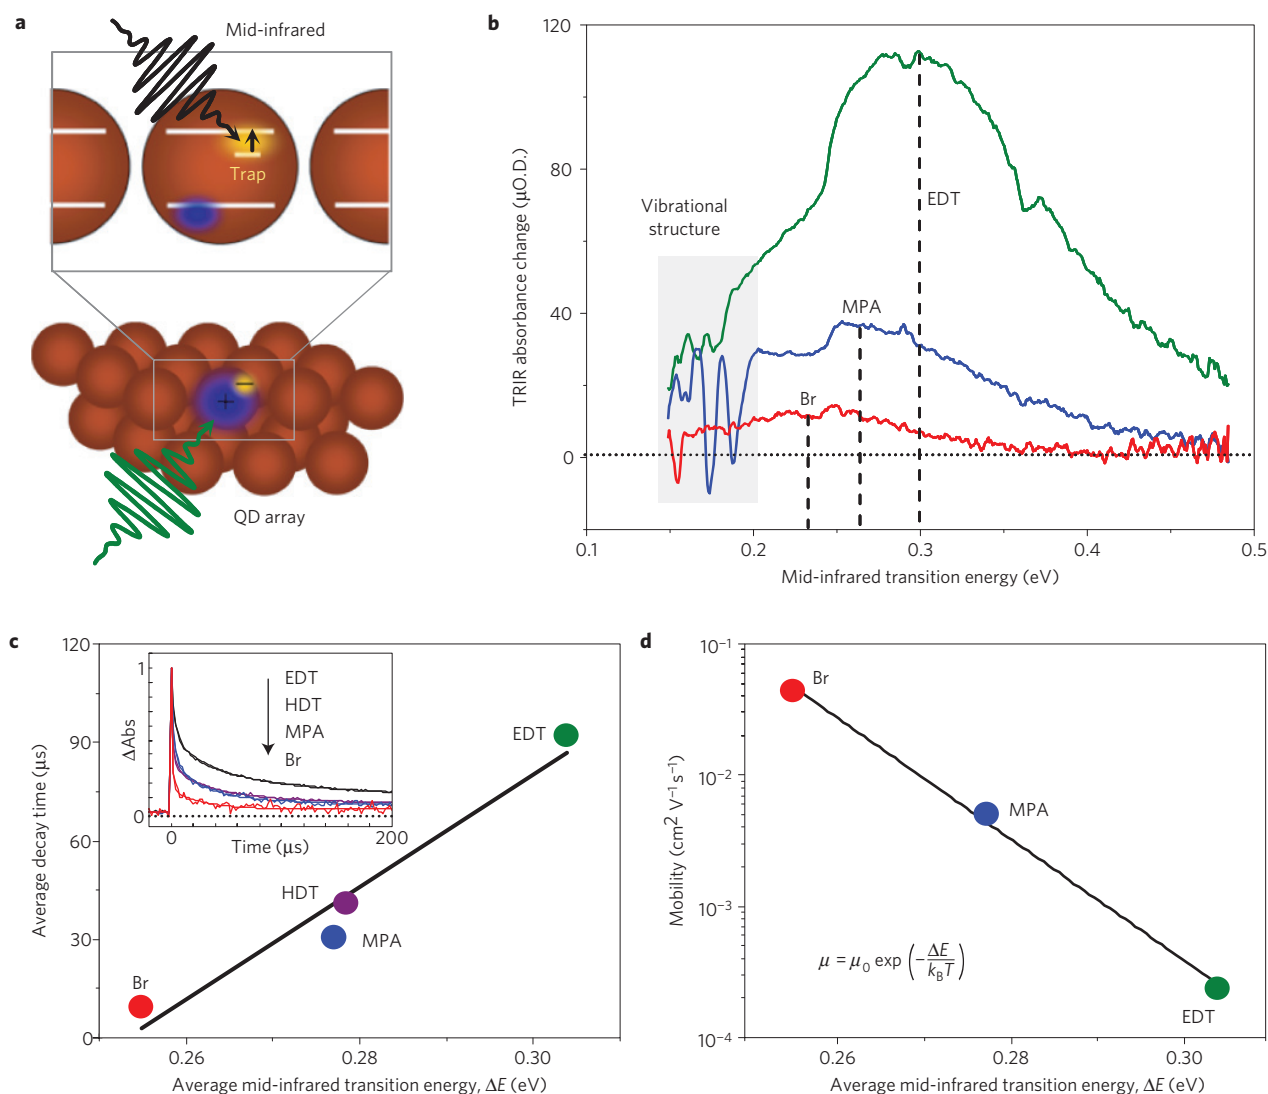 a
Mid-infrared
Trap
QD array
b
120
80
40
0
TRIR absorbance change (μO.D.)
Vibrational
structure
EDT
MPA
Br
0.1
0.2
0.3
0.4
0.5
Mid-infrared transition energy (eV)
c
120
90
60
30
0
Average decay time (μs)
1
0
ΔAbs
EDT
HDT
MPA
Br
0
200
Time (μs)
EDT
HDT
MPA
Br
0.26
0.28
0.30
Average mid-infrared transition energy, ΔE (eV)
d
10⁻¹
10⁻²
10⁻³
10⁻⁴
Mobility (cm² V⁻¹ s⁻¹)
Br
MPA
μ = μ₀ exp (−ΔE/k_BT)
EDT
0.26
0.28
0.30
Average mid-infrared transition energy, ΔE (eV)